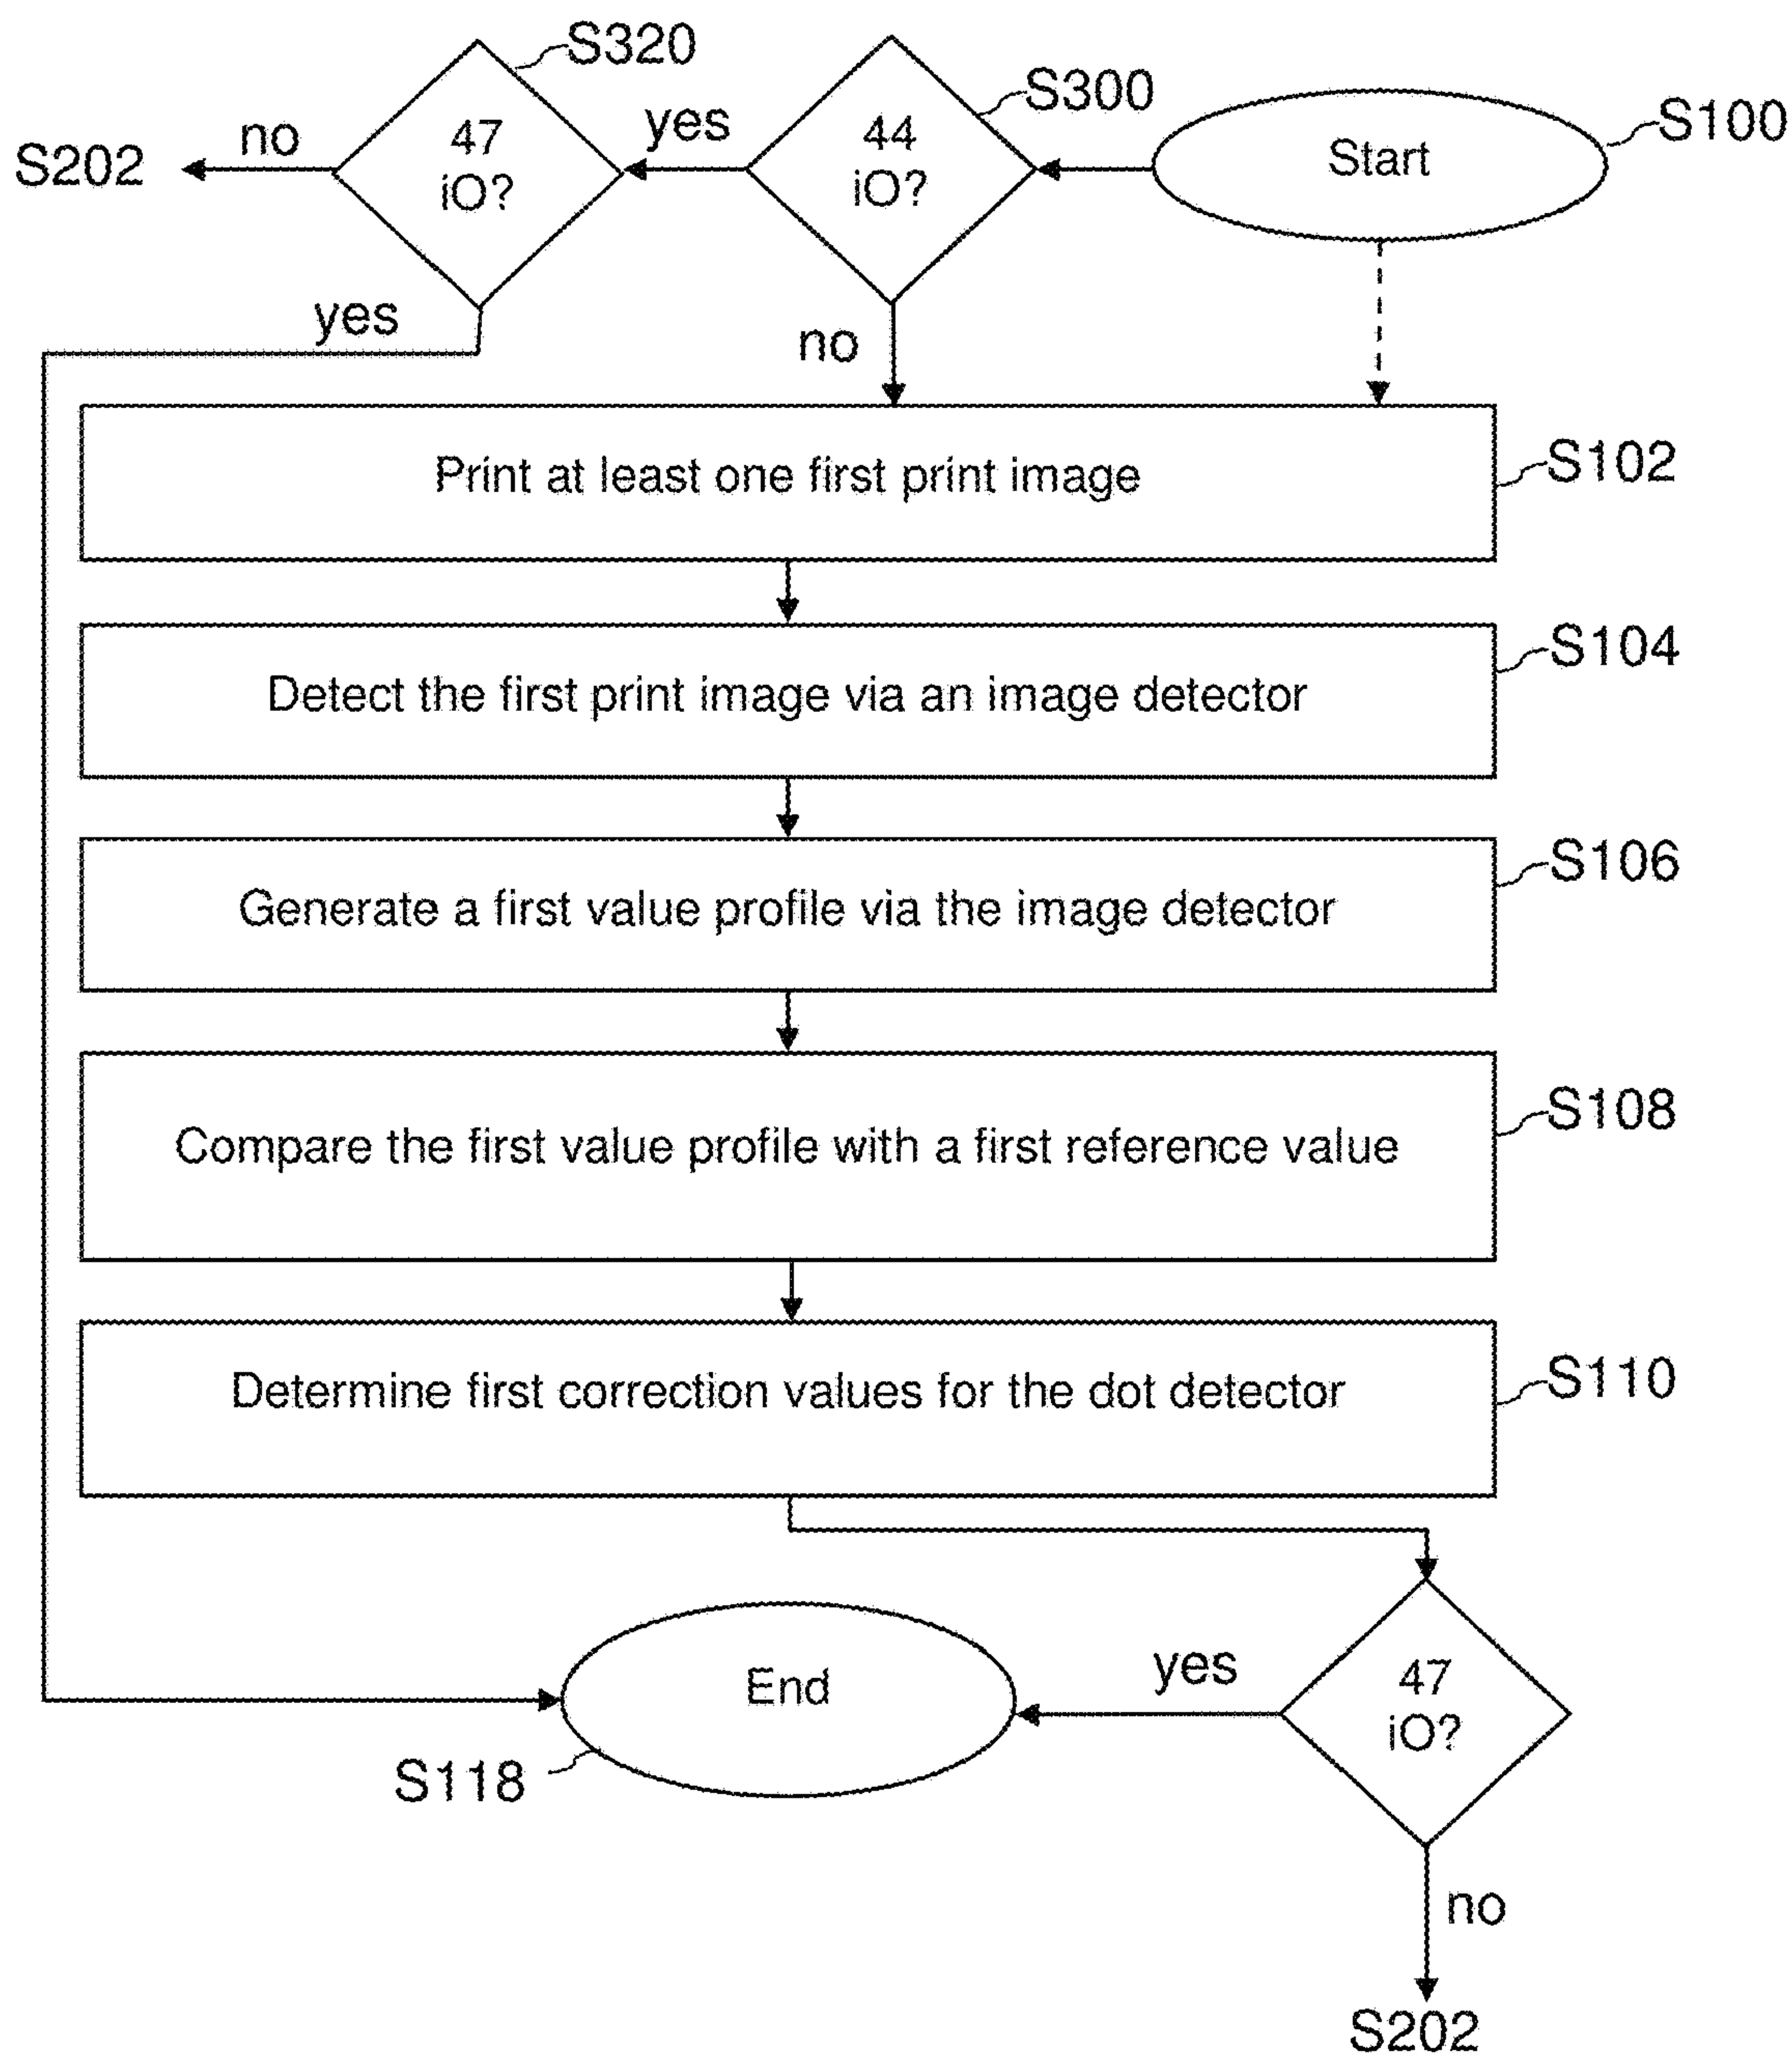 S320
S300
S100
S202
no
47
iO?
yes
44
iO?
Start
yes
no
Print at least one first print image
S102
Detect the first print image via an image detector
S104
Generate a first value profile via the image detector
S106
Compare the first value profile with a first reference value
S108
Determine first correction values for the dot detector
S110
End
yes
47
iO?
S118
no
S202